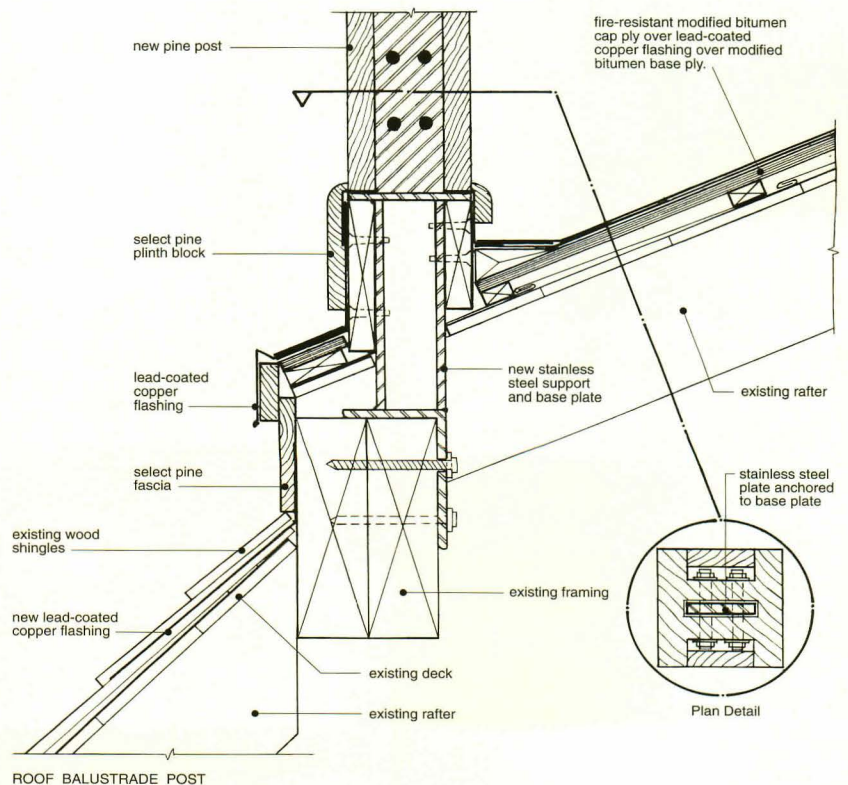 new pine post
fire-resistant modified bitumen
cap ply over lead-coated
copper flashing over modified
bitumen base ply.
select pine
plinth block
lead-coated
copper
flashing
new stainless
steel support
and base plate
existing rafter
select pine
fascia
stainless steel
plate anchored
to base plate
existing wood
shingles
existing framing
new lead-coated
copper flashing
existing deck
existing rafter
Plan Detail
ROOF BALUSTRADE POST